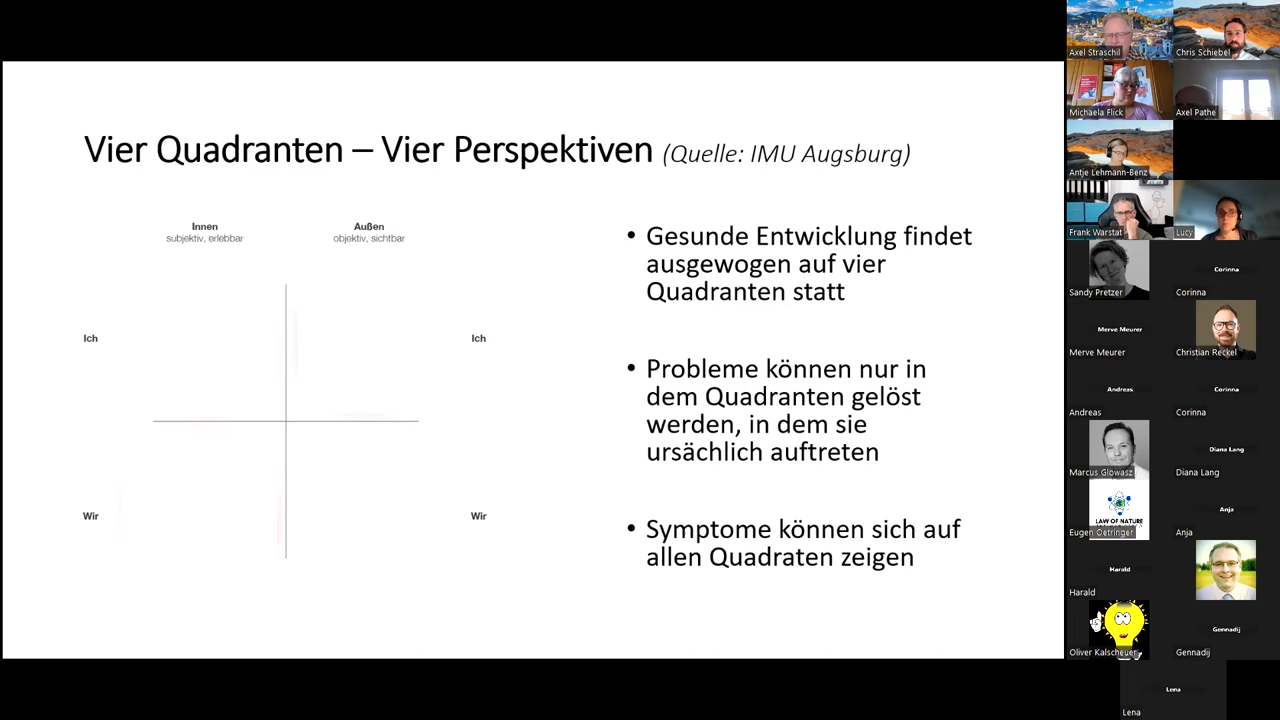 Vier Quadranten – Vier Perspektiven (Quelle: IMU Augsburg)
Innen
subjektiv, erlebbar
Außen
objektiv, sichtbar
Ich
Ich
Wir
Wir
• Gesunde Entwicklung findet
ausgewogen auf vier
Quadranten statt
• Probleme können nur in
dem Quadranten gelöst
werden, in dem sie
ursächlich auftreten
• Symptome können sich auf
allen Quadraten zeigen
Axel Straschil
Chris Schiebel
Michaela Flick
Axel Pathe
Antje Lehmann-Benz
Frank Warstat
Lucy
Sandy Pretzer
Corinna
Corinna
Merve Meurer
Merve Meurer
Christian Reckel
Andreas
Andreas
Corinna
Corinna
Marcus Glowasz
Diana Lang
Diana Lang
LAW OF NATURE
Eugen Oetringer
Anja
Anja
Harald
Harald
Oliver Kalscheuer
Gennadij
Gennadij
Lena
Lena